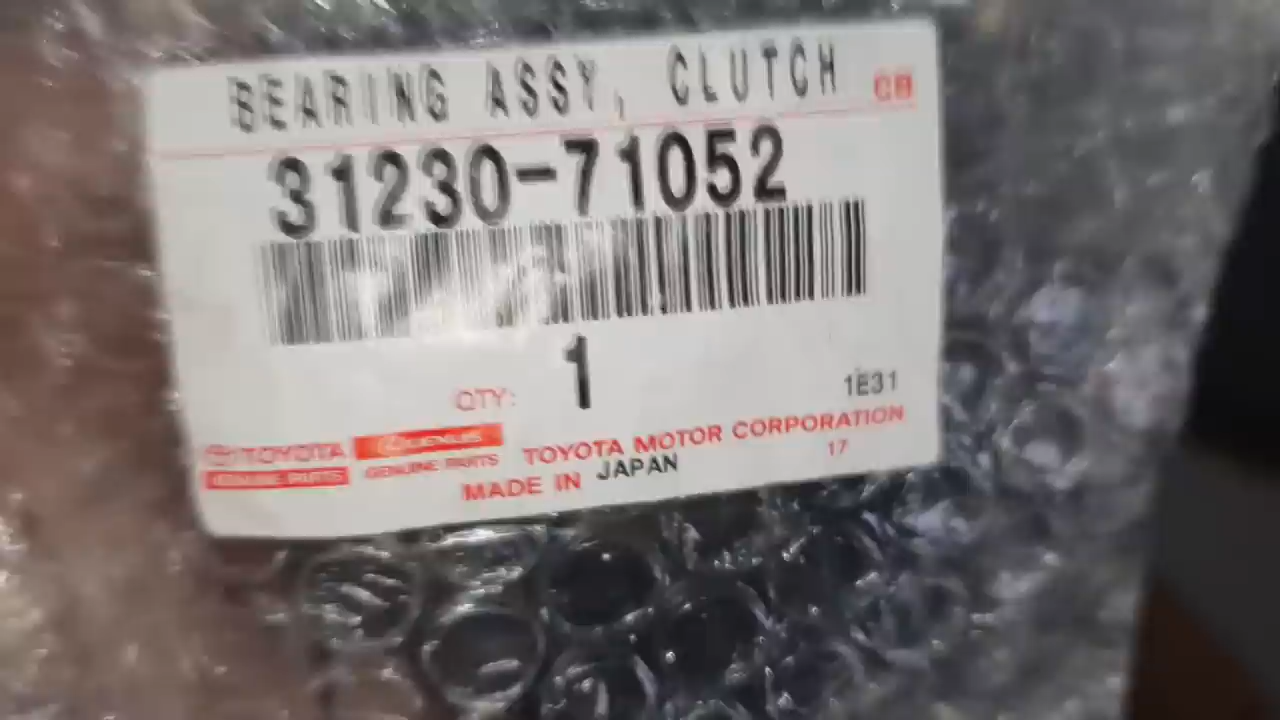 BEARING ASSY, CLUTCH
CB
31230-71052
QTY: 1
1E31
TOYOTA LEXUS TOYOTA MOTOR CORPORATION
GENUINE PARTS GENUINE PARTS 17
MADE IN JAPAN